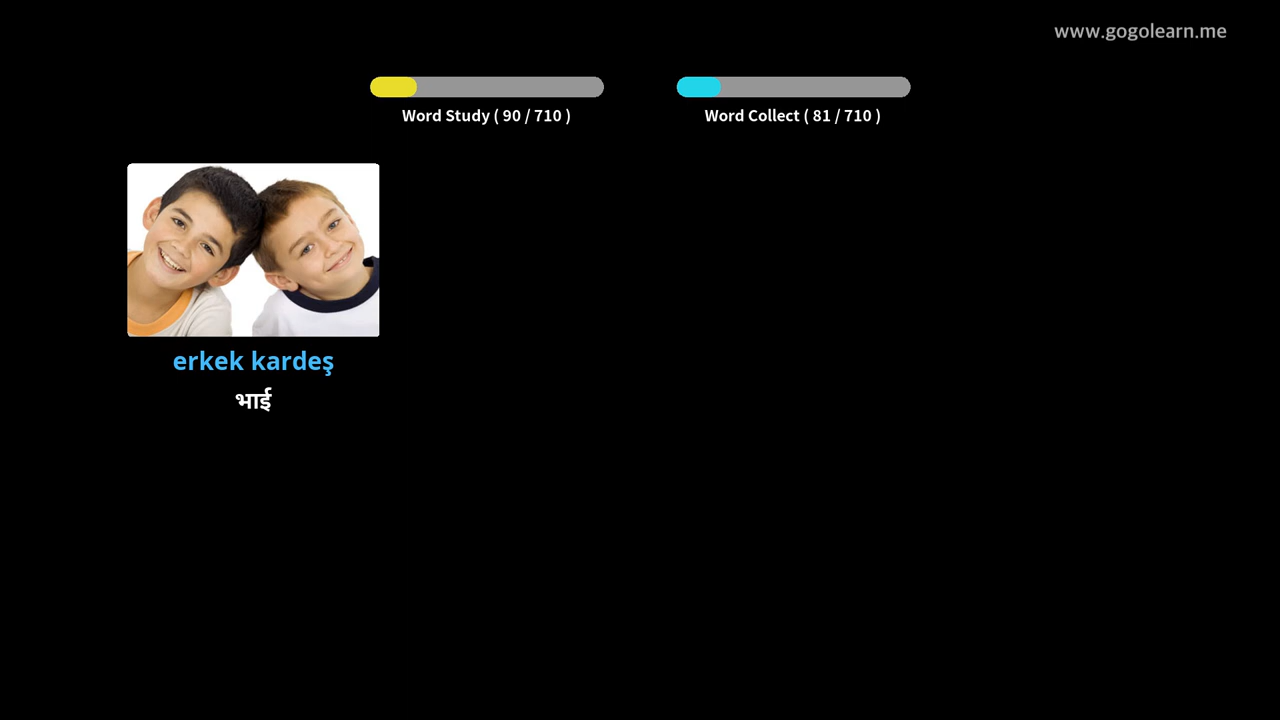 www.gogolearn.me
Word Study ( 90 / 710 )
Word Collect ( 81 / 710 )
erkek kardeş
भाई